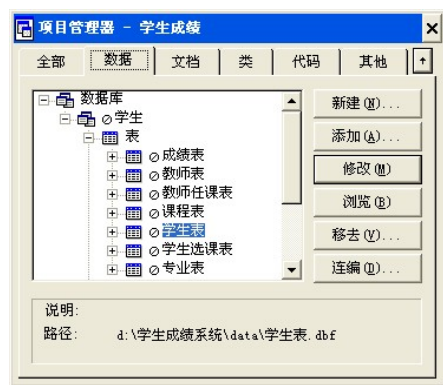 项目管理器 - 学生成绩
全部 数据 文档 类 代码 其他
数据库
学生
表
成绩表
教师表
教师任课表
课程表
学生表
学生选课表
专业表
新建(N)...
添加(A)...
修改(M)
浏览(B)
移去(V)...
连编(D)...
说明:
路径: d:\学生成绩系统\data\学生表.dbf